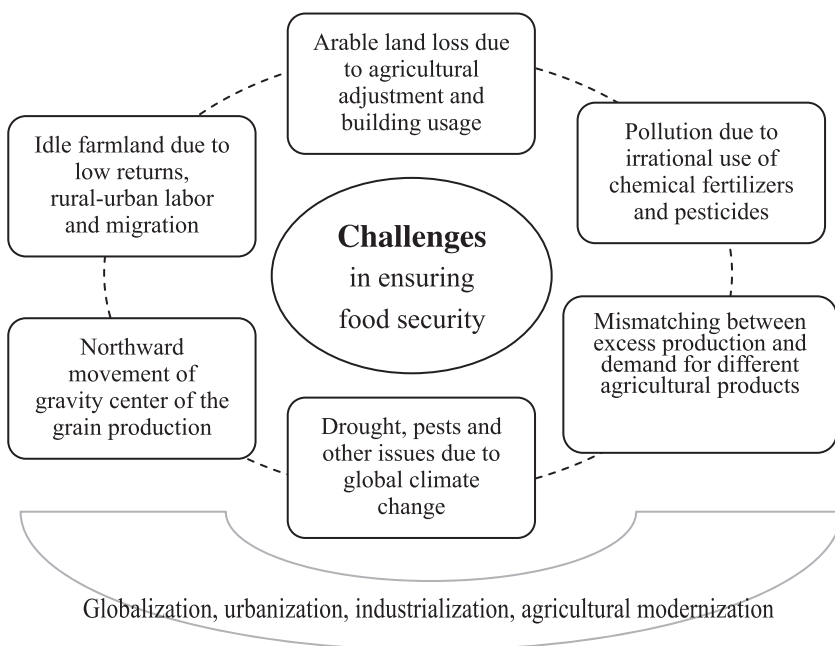 Arable land loss due
to agricultural
adjustment and
building usage
Idle farmland due to
low returns,
rural-urban labor
and migration
Pollution due to
irrational use of
chemical fertilizers
and pesticides
Challenges
in ensuring
food security
Northward
movement of
gravity center of the
grain production
Mismatching between
excess production and
demand for different
agricultural products
Drought, pests and
other issues due to
global climate
change
Globalization, urbanization, industrialization, agricultural modernization